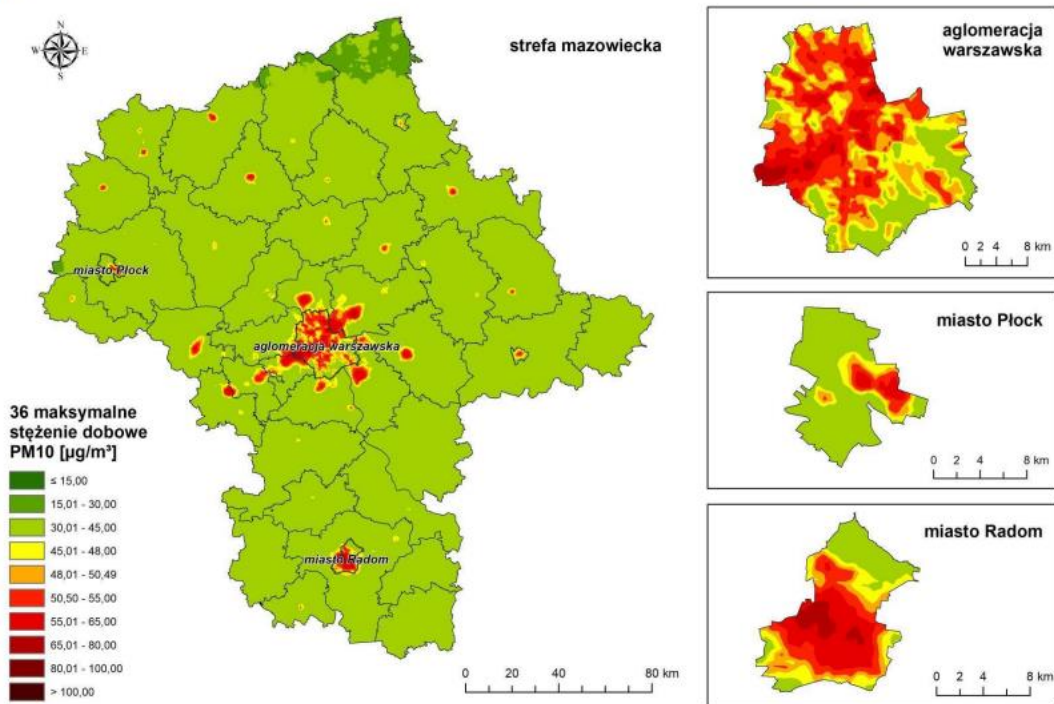 N
W E
S
strefa mazowiecka
miasto Płock
aglomeracja warszawska
miasto Radom
36 maksymalne
stężenie dobowe
PM10 [µg/m³]
≤ 15,00
15,01 - 30,00
30,01 - 45,00
45,01 - 48,00
48,01 - 50,49
50,50 - 55,00
55,01 - 65,00
65,01 - 80,00
80,01 - 100,00
> 100,00
0 20 40 80 km
aglomeracja
warszawska
0 2 4 8 km
miasto Płock
0 2 4 8 km
miasto Radom
0 2 4 8 km